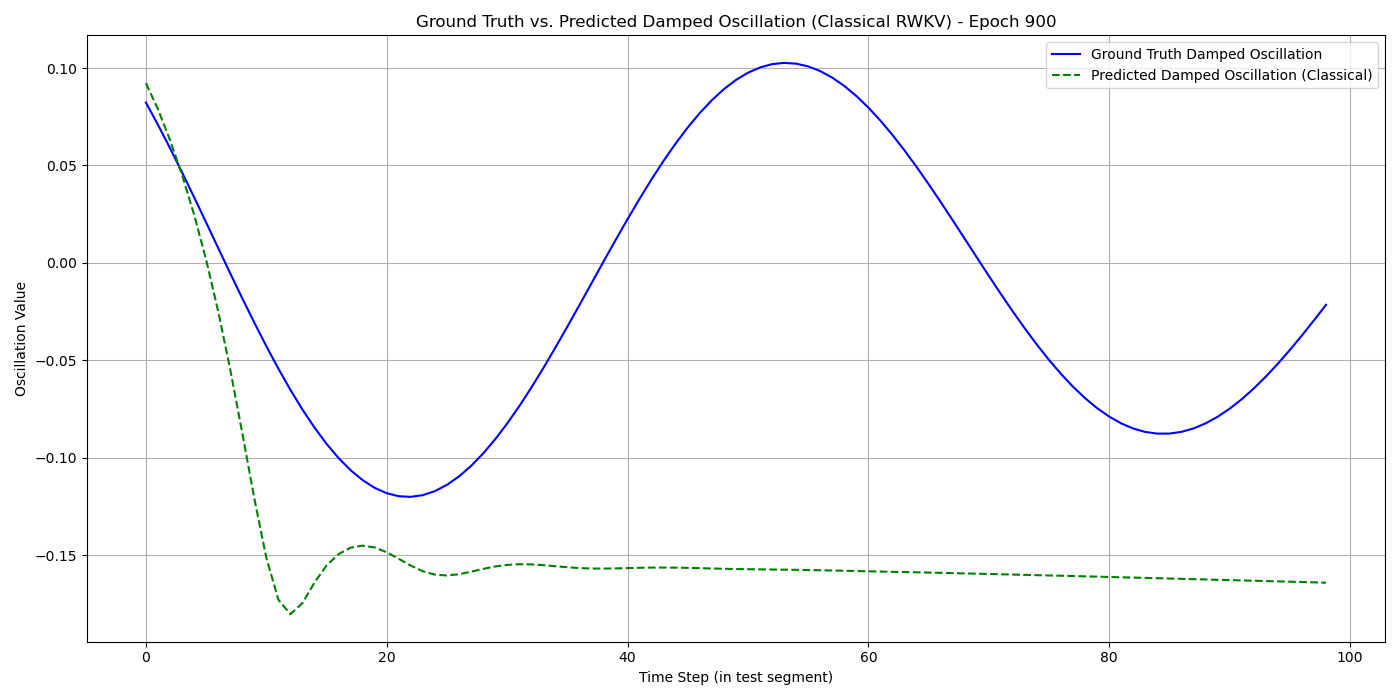 Ground Truth vs. Predicted Damped Oscillation (Classical RWKV) - Epoch 900
Ground Truth Damped Oscillation
Predicted Damped Oscillation (Classical)
Oscillation Value
0.10
0.05
0.00
−0.05
−0.10
−0.15
0 20 40 60 80 100
Time Step (in test segment)